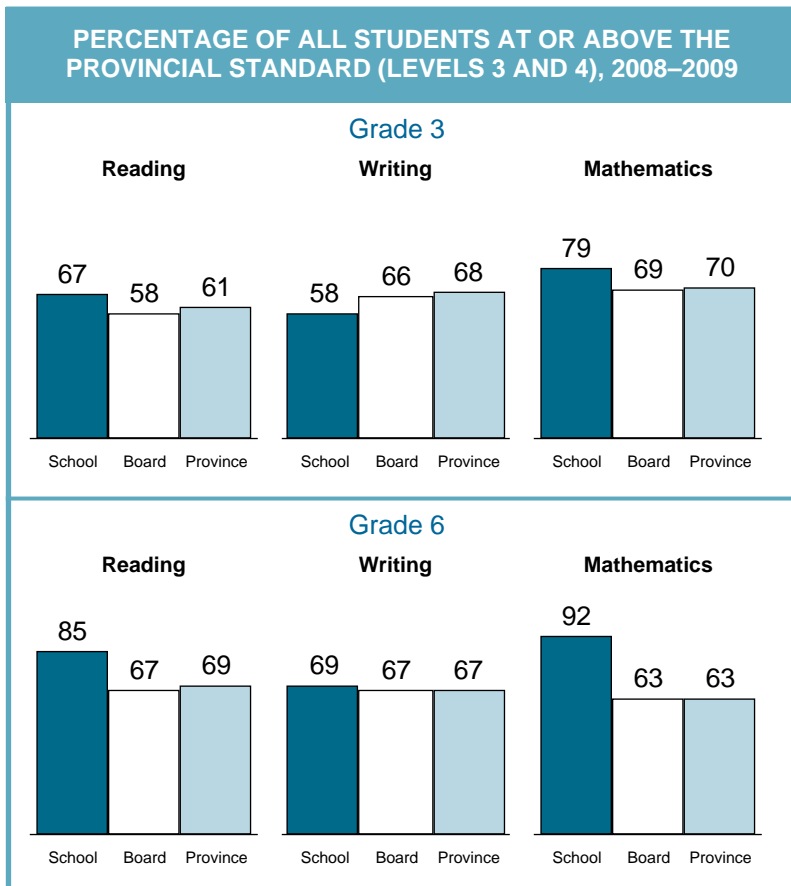 PERCENTAGE OF ALL STUDENTS AT OR ABOVE THE
PROVINCIAL STANDARD (LEVELS 3 AND 4), 2008–2009
Grade 3
Reading Writing Mathematics
67 58 61 58 66 68 79 69 70
School Board Province School Board Province School Board Province
Grade 6
Reading Writing Mathematics
85 67 69 69 67 67 92 63 63
School Board Province School Board Province School Board Province